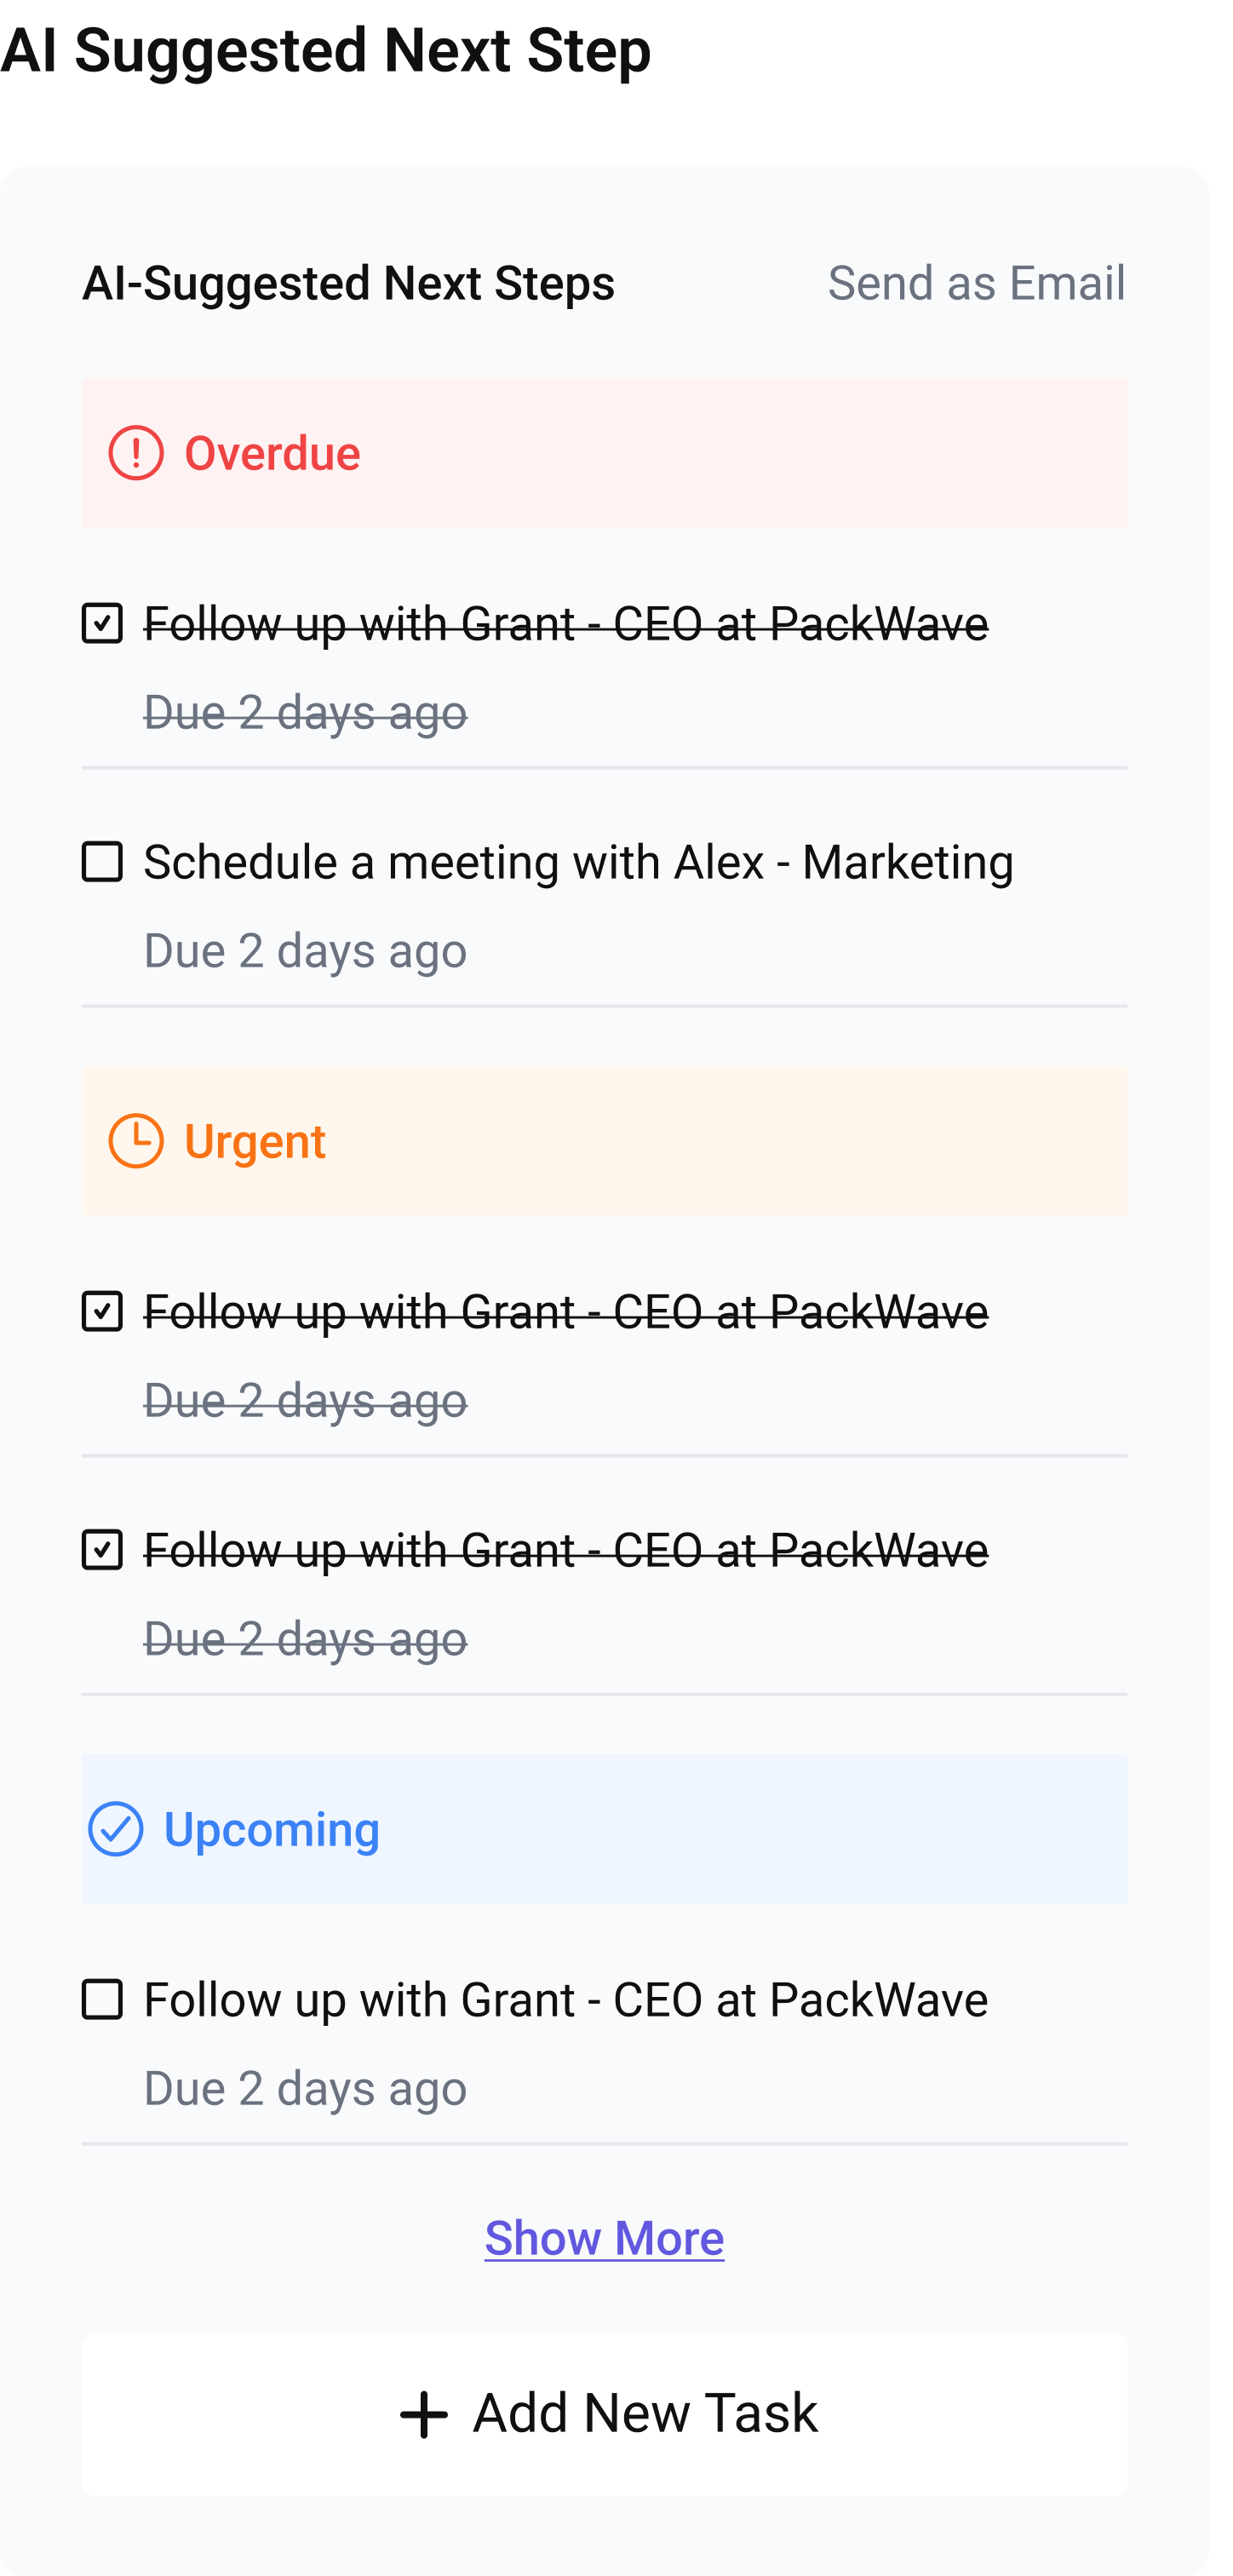 AI Suggested Next Step
AI-Suggested Next Steps
Send as Email
Overdue
Follow up with Grant - CEO at PackWave
Due 2 days ago
Schedule a meeting with Alex - Marketing
Due 2 days ago
Urgent
Follow up with Grant - CEO at PackWave
Due 2 days ago
Follow up with Grant - CEO at PackWave
Due 2 days ago
Upcoming
Follow up with Grant - CEO at PackWave
Due 2 days ago
Show More
Add New Task